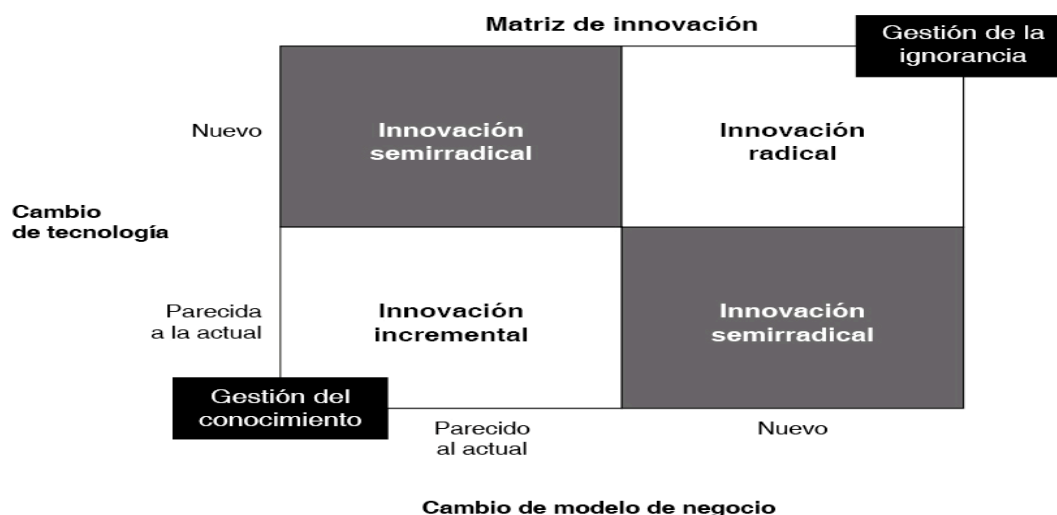 Matriz de innovación
Gestión de la
ignorancia
Nuevo
Innovación
semirradical
Innovación
radical
Cambio
de tecnología
Parecida
a la actual
Innovación
incremental
Innovación
semirradical
Gestión del
conocimiento
Parecido
al actual
Nuevo
Cambio de modelo de negocio